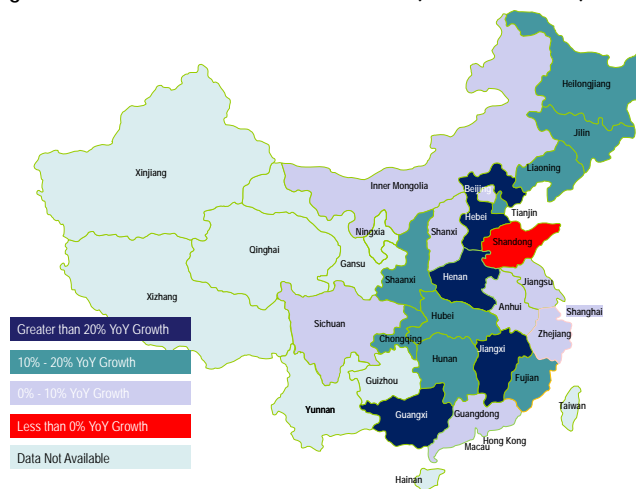 Heilongjiang
Jilin
Liaoning
Xinjiang
Inner Mongolia
Beijing
Hebei
Tianjin
Ningxia
Shanxi
Shandong
Qinghai
Gansu
Shaanxi
Henan
Jiangsu
Xizhang
Anhui
Shanghai
Sichuan
Hubei
Zhejiang
Chongqing
Hunan
Jiangxi
Guizhou
Fujian
Yunnan
Guangxi
Guangdong
Taiwan
Hong Kong
Macau
Hainan
Greater than 20% YoY Growth
10% - 20% YoY Growth
0% - 10% YoY Growth
Less than 0% YoY Growth
Data Not Available